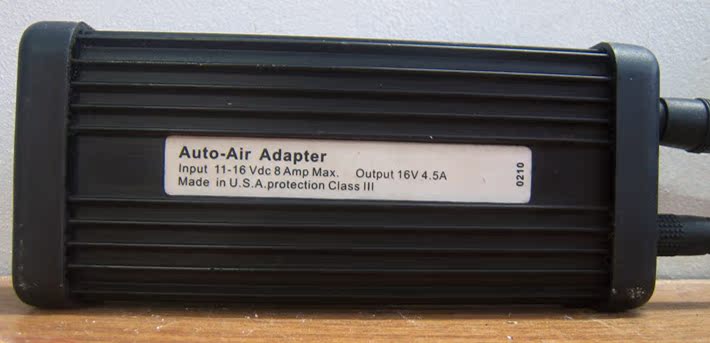 Auto-Air Adapter
Input 11-16 Vdc 8 Amp Max. Output 16V 4.5A
Made in U.S.A.protection Class III
0210